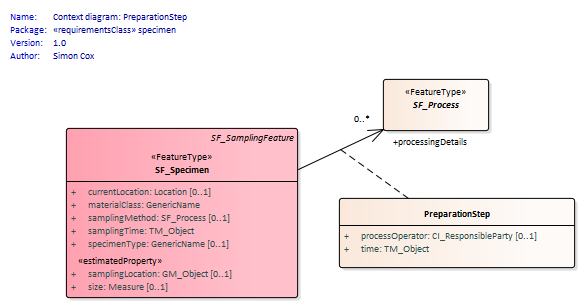 Name: Context diagram: PreparationStep
Package: «requirementsClass» specimen
Version: 1.0
Author: Simon Cox
«FeatureType»
SF_Process
0..*
+processingDetails
SF_SamplingFeature
«FeatureType»
SF_Specimen
+ currentLocation: Location [0..1]
+ materialClass: GenericName
+ samplingMethod: SF_Process [0..1]
+ samplingTime: TM_Object
+ specimenType: GenericName [0..1]
«estimatedProperty»
+ samplingLocation: GM_Object [0..1]
+ size: Measure [0..1]
PreparationStep
+ processOperator: CI_ResponsibleParty [0..1]
+ time: TM_Object